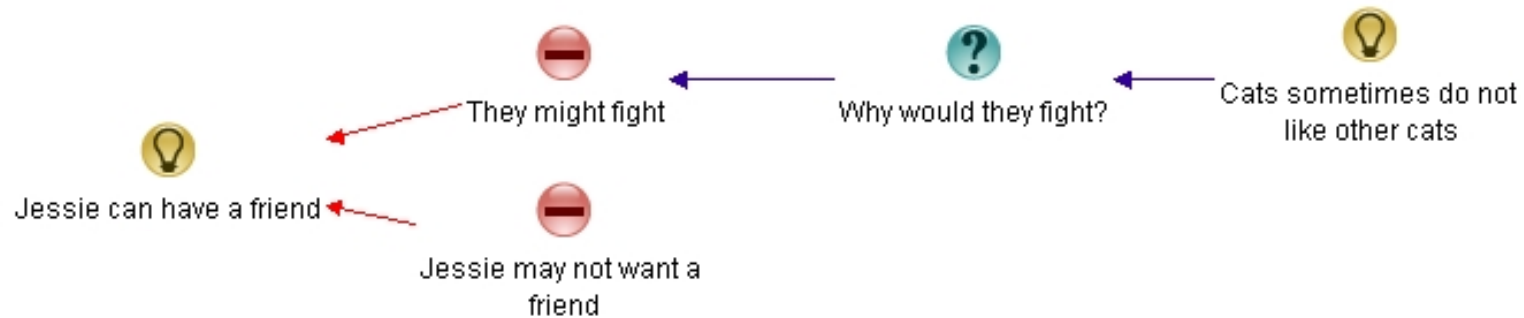 They might fight
Why would they fight?
Cats sometimes do not
like other cats
Jessie can have a friend
Jessie may not want a
friend